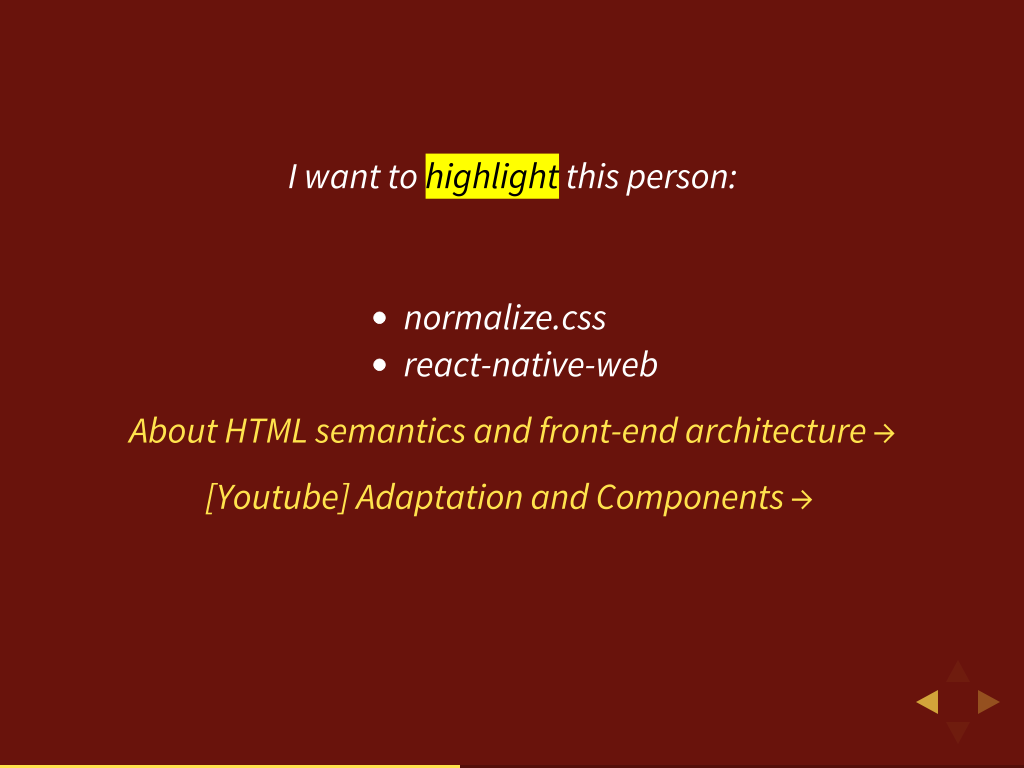 I want to highlight this person:
• normalize.css
• react-native-web
About HTML semantics and front-end architecture →
[Youtube] Adaptation and Components →